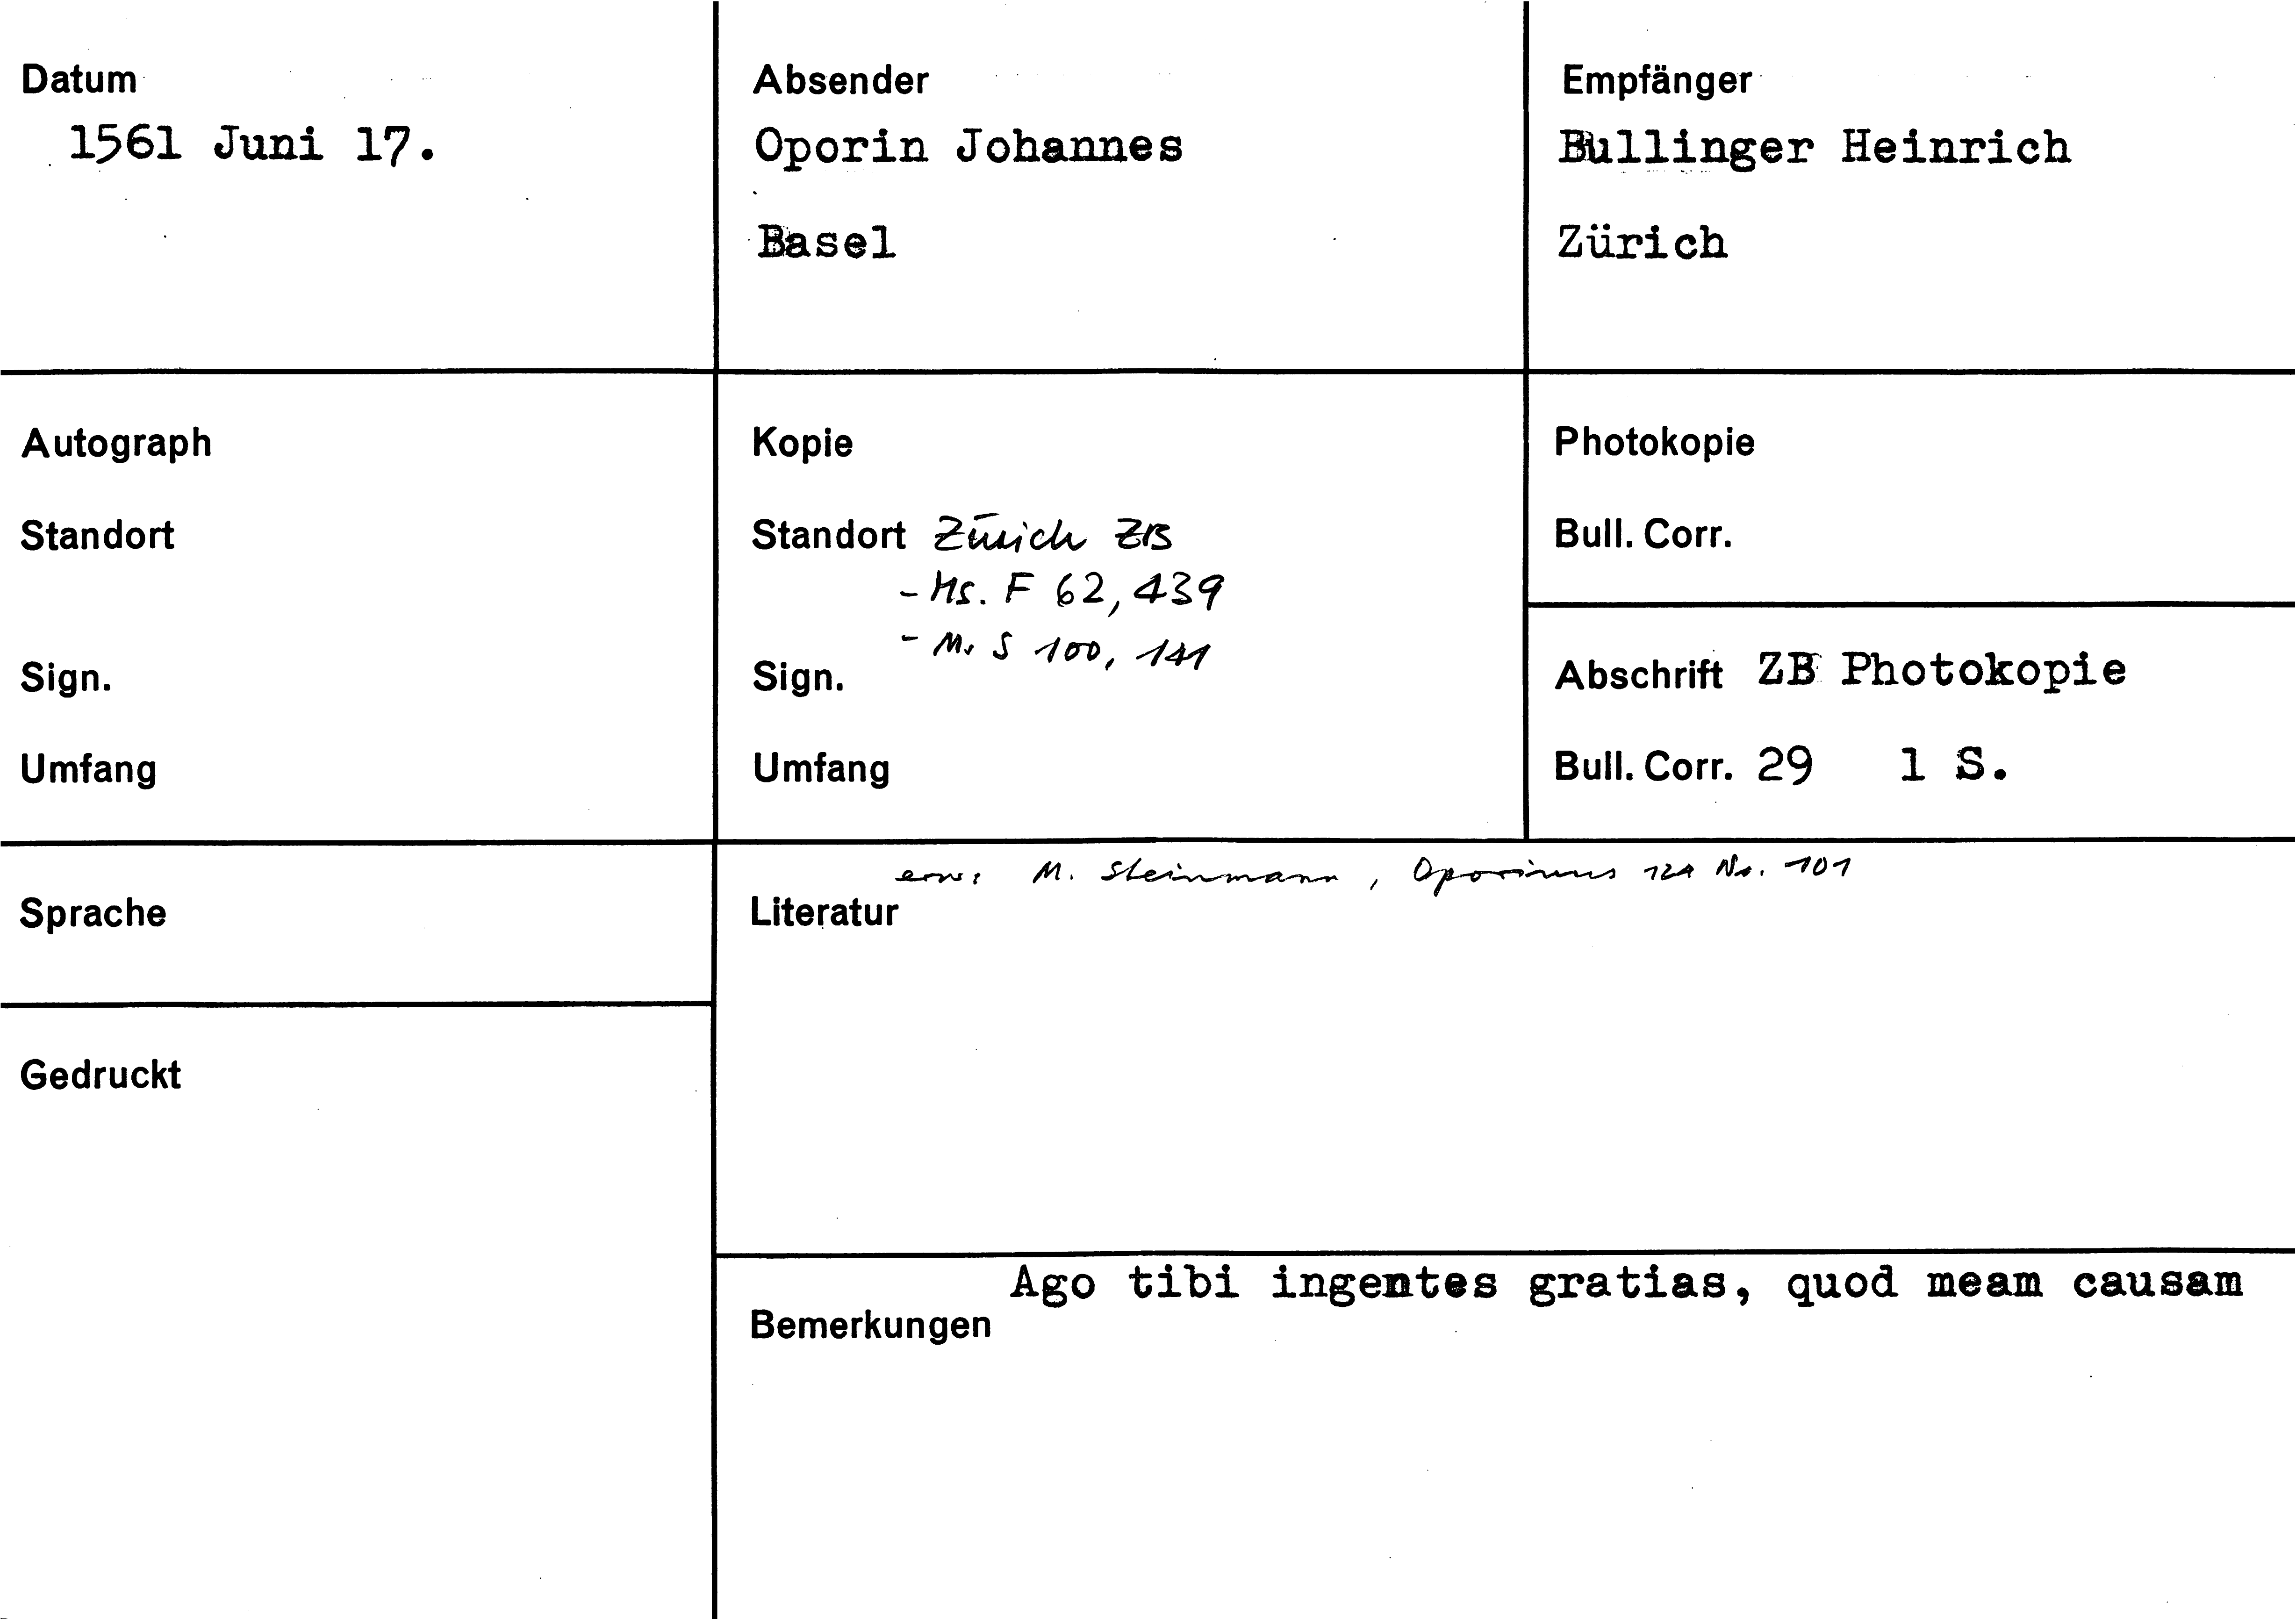 Datum
1561 Juni 17.
Absender
Oporin Johannes
Basel
Empfänger
Bullinger Heinrich
Zürich
Autograph
Standort
Sign.
Umfang
Kopie
Standort Zürich ZB
- Ms. F 62, 439
- Ms S 100, 141
Sign.
Umfang
Photokopie
Bull. Corr.
Abschrift ZB Photokopie
Bull. Corr. 29 1 S.
Sprache
Gedruckt
erw: M. Steinmann, Oporinus 121 No. 101
Literatur
Ago tibi ingentes gratias, quod meam causam
Bemerkungen